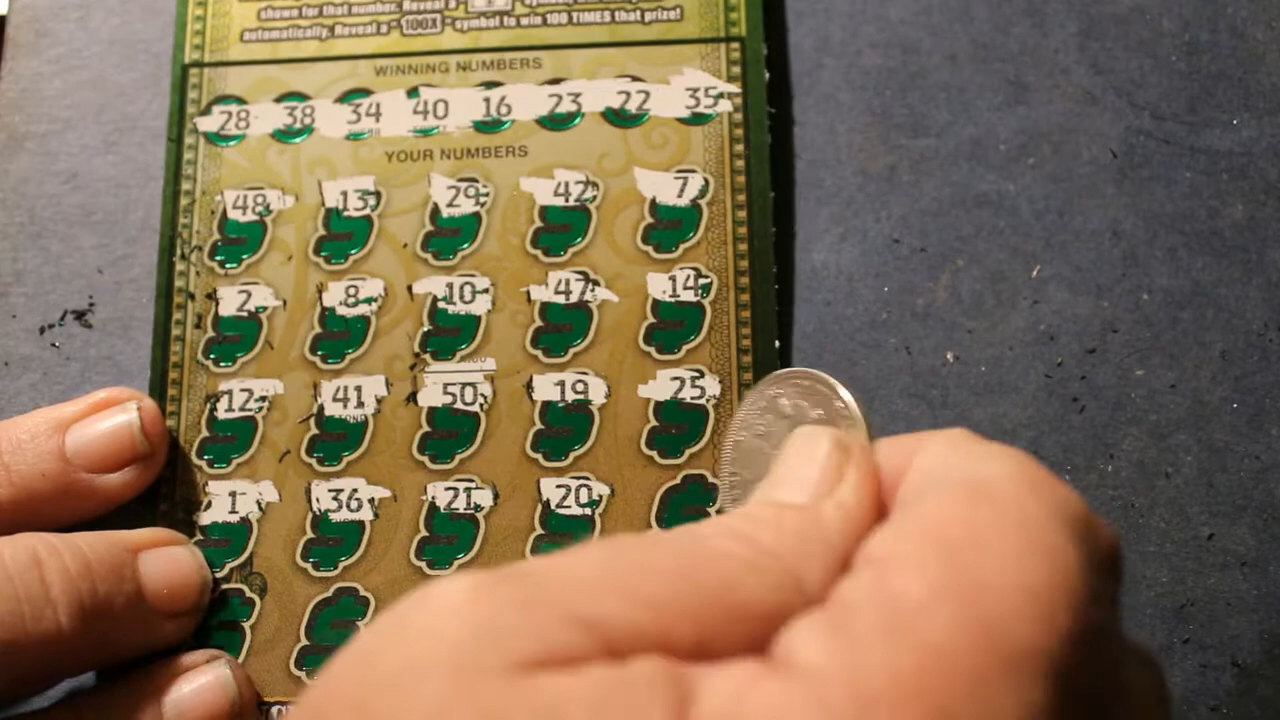 shown for that number. Reveal a
automatically. Reveal a "100X" symbol to win 100 TIMES that prize!
WINNING NUMBERS
28 38 34 40 16 23 22 35
YOUR NUMBERS
48 13 29 42 7
2 8 10 47 14
12 41 50 19 25
1 36 21 20